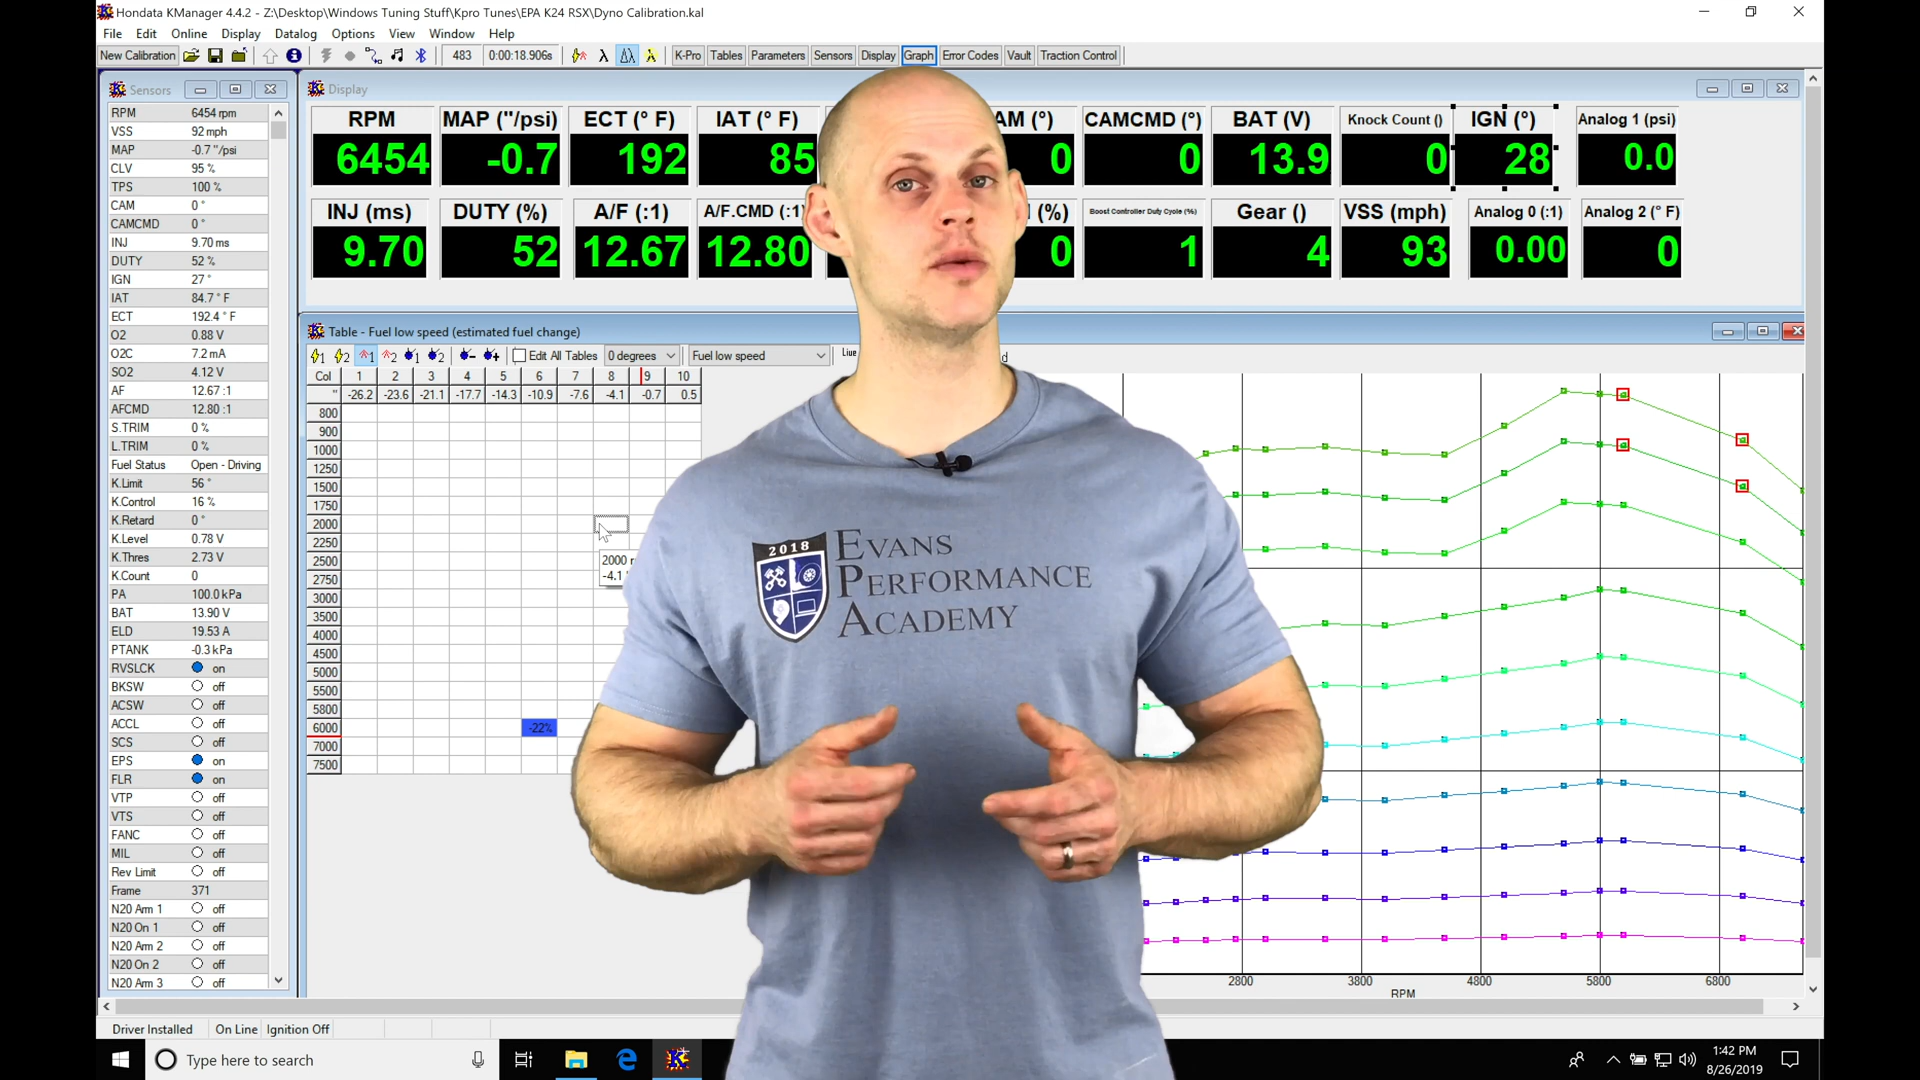 Hondata KManager 4.4.2 - Z:\Desktop\Windows Tuning Stuff\Kpro Tunes\EPA K24 RSX\Dyno Calibration.kal
File Edit Online Display Datalog Options View Window Help
New Calibration 483 0:00:18.906s K-Pro Tables Parameters Sensors Display Graph Error Codes Vault Traction Control
Sensors
RPM 6454 rpm
VSS 92 mph
MAP -0.7 "/psi
CLV 95 %
TPS 100 %
CAM 0 °
CAMCMD 0 °
INJ 9.70 ms
DUTY 52 %
IGN 27 °
IAT 84.7 ° F
ECT 192.4 ° F
O2 0.88 V
O2C 7.2 mA
SO2 4.12 V
AF 12.67 :1
AFCMD 12.80 :1
S.TRIM 0 %
L.TRIM 0 %
Fuel Status Open - Driving
K.Limit 56 °
K.Control 16 %
K.Retard 0 °
K.Level 0.78 V
K.Thres 2.73 V
K.Count 0
PA 100.0 kPa
BAT 13.90 V
ELD 19.53 A
PTANK -0.3 kPa
RVSLCK on
BKSW off
ACSW off
ACCL off
SCS off
EPS on
FLR on
VTP off
VTS off
FANC off
MIL off
Rev Limit off
Frame 371
N20 Arm 1 off
N20 On 1 off
N20 Arm 2 off
N20 On 2 off
N20 Arm 3 off
Display
RPM MAP ("/psi) ECT (° F) IAT (° F) AM (°) CAMCMD (°) BAT (V) Knock Count () IGN (°) Analog 1 (psi)
6454 -0.7 192 85 0 0 13.9 0 28 0.0
INJ (ms) DUTY (%) A/F (:1) A/F.CMD (:1) (%) Boost Controller Duty Cycle (%) Gear () VSS (mph) Analog 0 (:1) Analog 2 (° F)
9.70 52 12.67 12.80 0 1 4 93 0.00 0
Table - Fuel low speed (estimated fuel change)
1 2 1 2 1 2 Edit All Tables 0 degrees Fuel low speed Live d
Col 1 2 3 4 5 6 7 8 9 10
" -26.2 -23.6 -21.1 -17.7 -14.3 -10.9 -7.6 -4.1 -0.7 0.5
800
900
1000
1250
1500
1750
2000
2250
2500
2750
3000
3500
4000
4500
5000
5500
5800
6000 -22%
7000
7500
2000 r
-4.1 "
2018
EVANS
PERFORMANCE
ACADEMY
2800 3800 4800 5800 6800
RPM
Driver Installed On Line Ignition Off
Type here to search
1:42 PM
8/26/2019